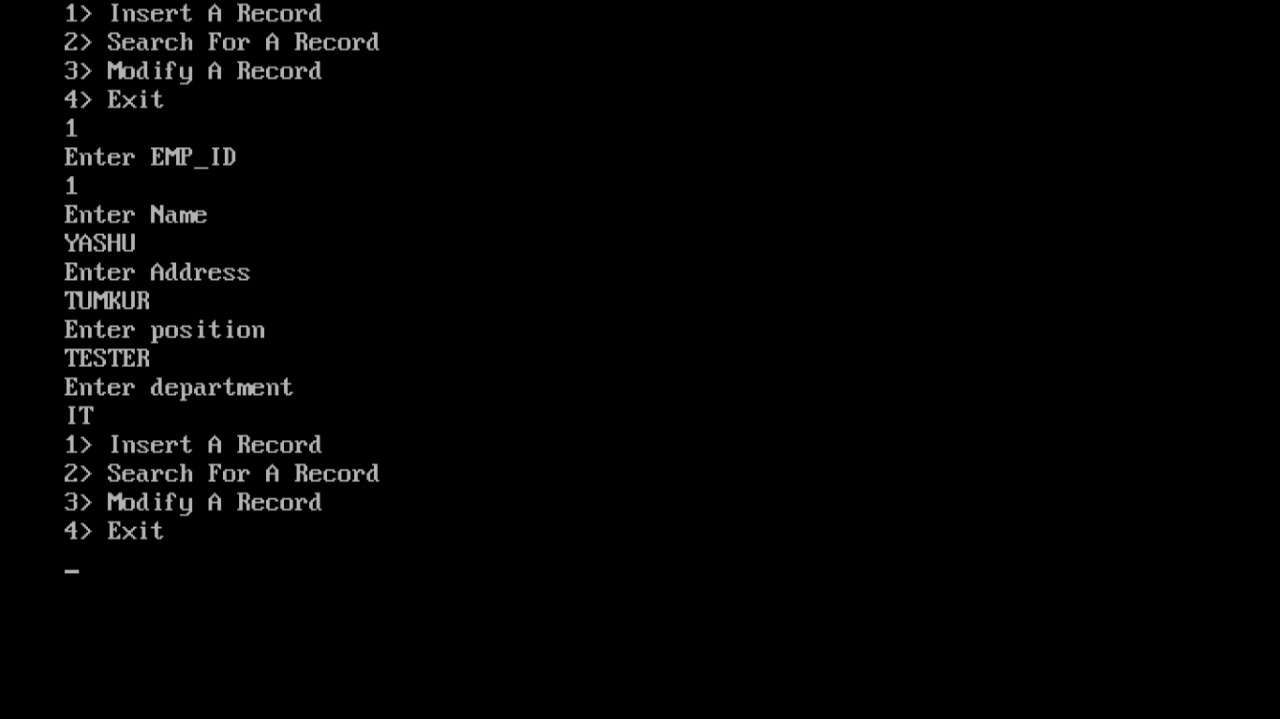 1> Insert A Record
2> Search For A Record
3> Modify A Record
4> Exit
1
Enter EMP_ID
1
Enter Name
YASHU
Enter Address
TUMKUR
Enter position
TESTER
Enter department
IT
1> Insert A Record
2> Search For A Record
3> Modify A Record
4> Exit
_